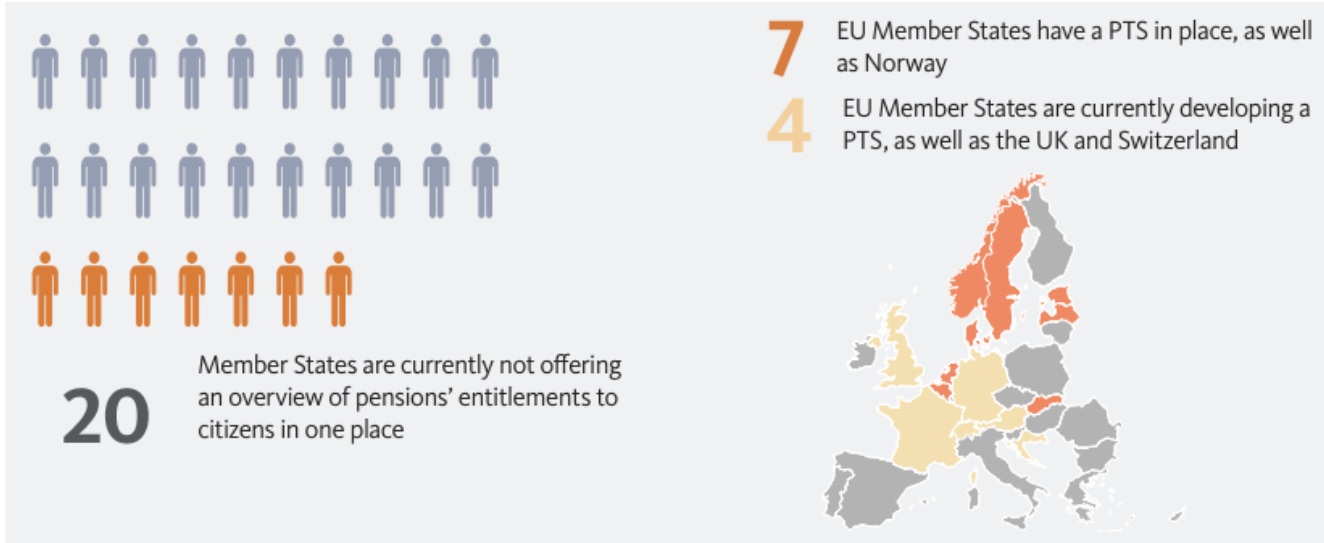 7
EU Member States have a PTS in place, as well
as Norway
4
EU Member States are currently developing a
PTS, as well as the UK and Switzerland
20
Member States are currently not offering
an overview of pensions’ entitlements to
citizens in one place